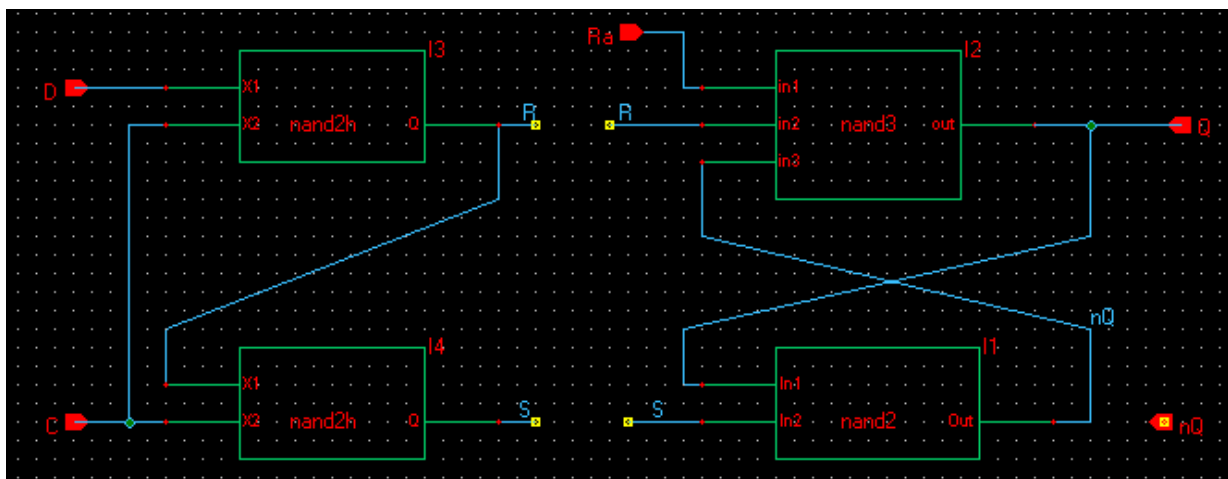 Ra
I3
I2
D
X1
in1
R
R
X2
nand2h
Q
in2
nand3
out
Q
in3
nQ
I4
I1
X1
In1
S
S
C
X2
nand2h
Q
In2
nand2
Out
nQ